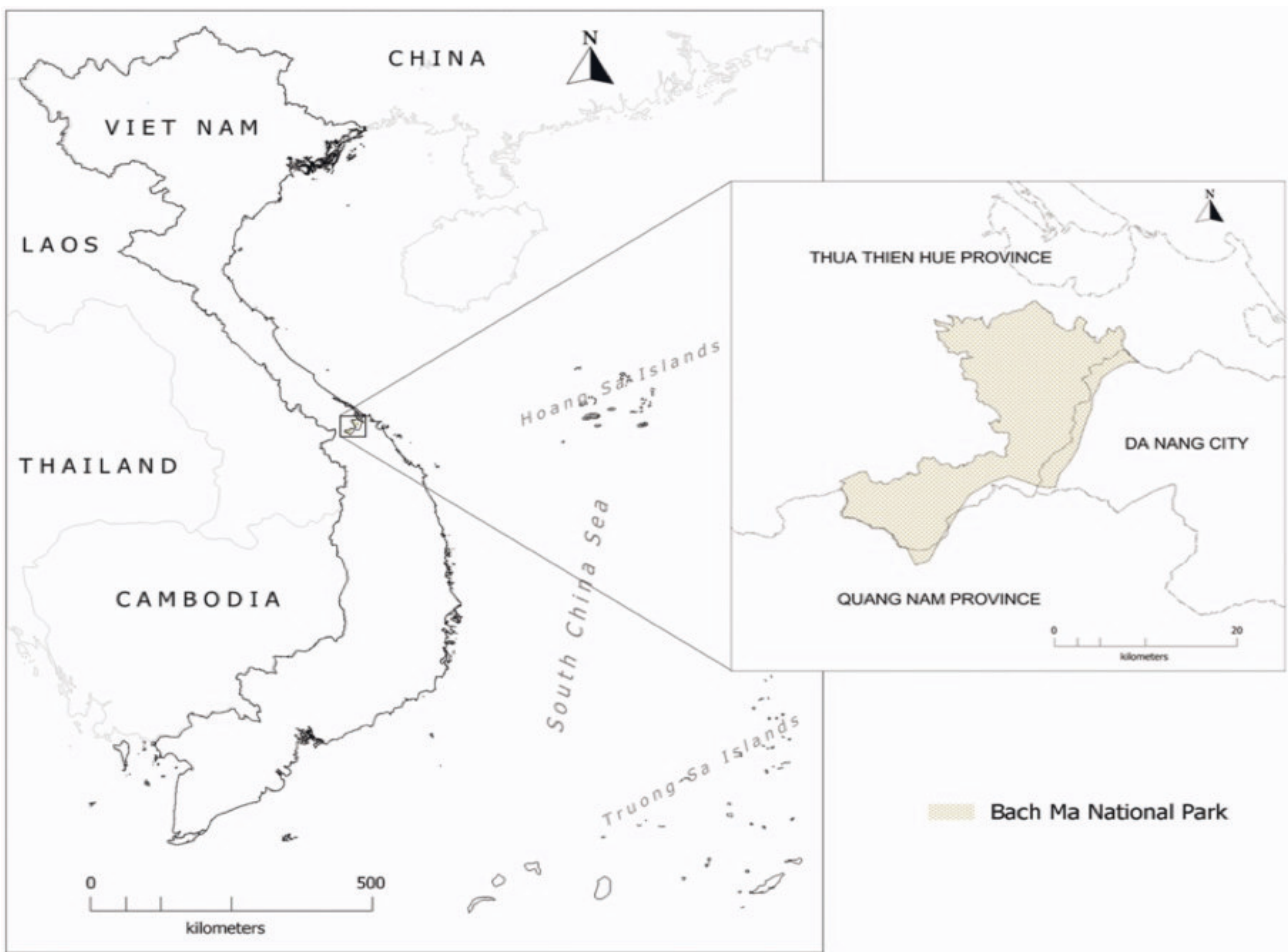 N
CHINA
VIET NAM
LAOS
THAILAND
CAMBODIA
Hoang Sa Islands
South China Sea
Truong Sa Islands
0 500
kilometers
N
THUA THIEN HUE PROVINCE
DA NANG CITY
QUANG NAM PROVINCE
0 20
kilometers
Bach Ma National Park